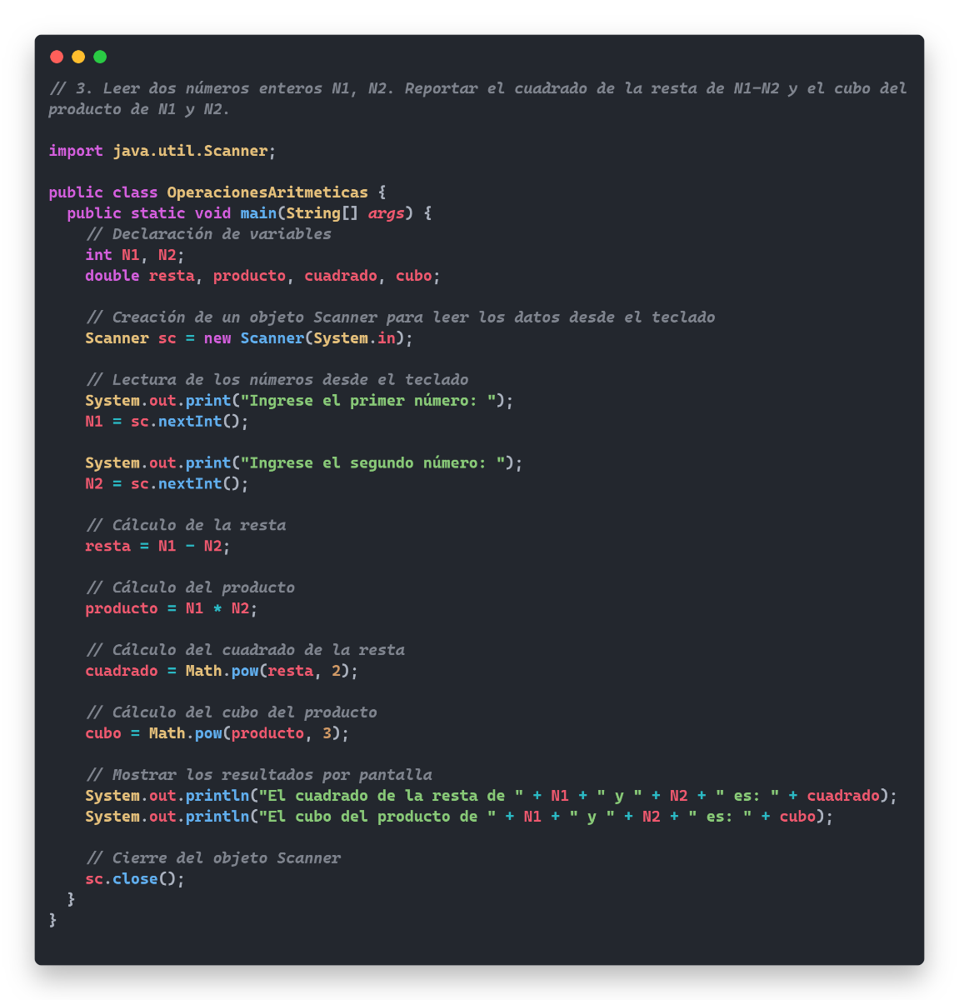 // 3. Leer dos números enteros N1, N2. Reportar el cuadrado de la resta de N1-N2 y el cubo del
producto de N1 y N2.

import java.util.Scanner;

public class OperacionesAritmeticas {
  public static void main(String[] args) {
    // Declaración de variables
    int N1, N2;
    double resta, producto, cuadrado, cubo;

    // Creación de un objeto Scanner para leer los datos desde el teclado
    Scanner sc = new Scanner(System.in);

    // Lectura de los números desde el teclado
    System.out.print("Ingrese el primer número: ");
    N1 = sc.nextInt();

    System.out.print("Ingrese el segundo número: ");
    N2 = sc.nextInt();

    // Cálculo de la resta
    resta = N1 - N2;

    // Cálculo del producto
    producto = N1 * N2;

    // Cálculo del cuadrado de la resta
    cuadrado = Math.pow(resta, 2);

    // Cálculo del cubo del producto
    cubo = Math.pow(producto, 3);

    // Mostrar los resultados por pantalla
    System.out.println("El cuadrado de la resta de " + N1 + " y " + N2 + " es: " + cuadrado);
    System.out.println("El cubo del producto de " + N1 + " y " + N2 + " es: " + cubo);

    // Cierre del objeto Scanner
    sc.close();
  }
}